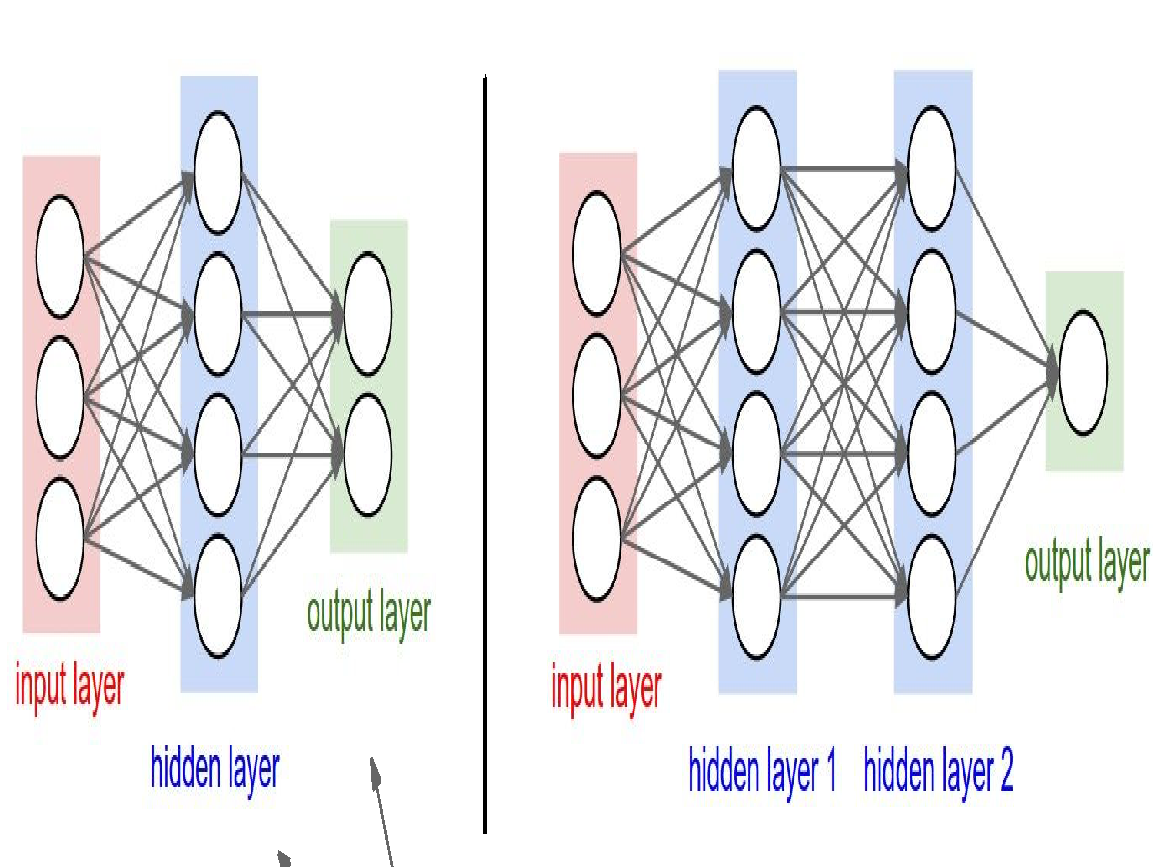 output layer
input layer
hidden layer
output layer
input layer
hidden layer 1
hidden layer 2